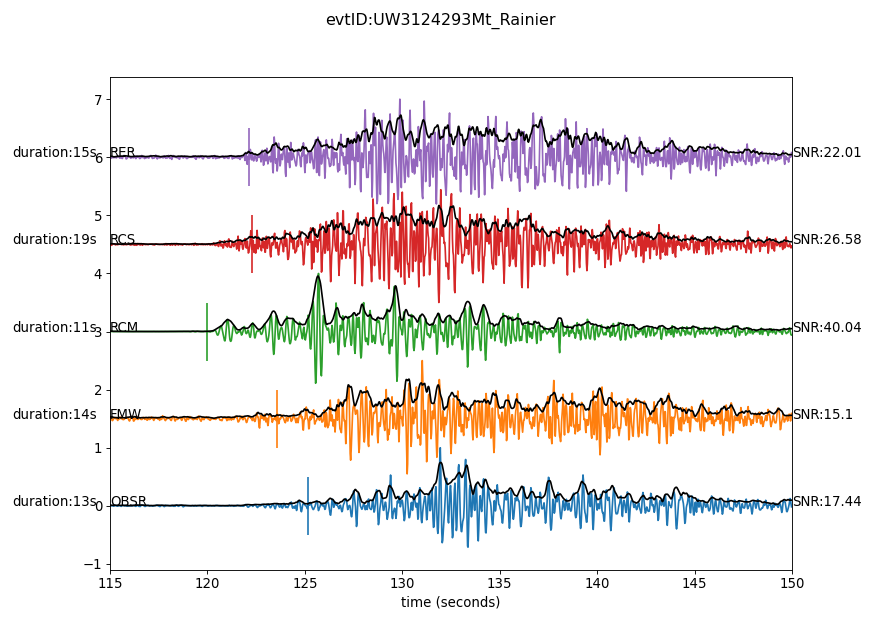 evtID:UW3124293Mt_Rainier
7
duration:15s RER SNR:22.01
6
5
duration:19s RCS SNR:26.58
4
duration:11s RCM SNR:40.04
3
2
duration:14s FMW SNR:15.1
1
duration:13s OBSR SNR:17.44
0
−1
115 120 125 130 135 140 145 150
time (seconds)